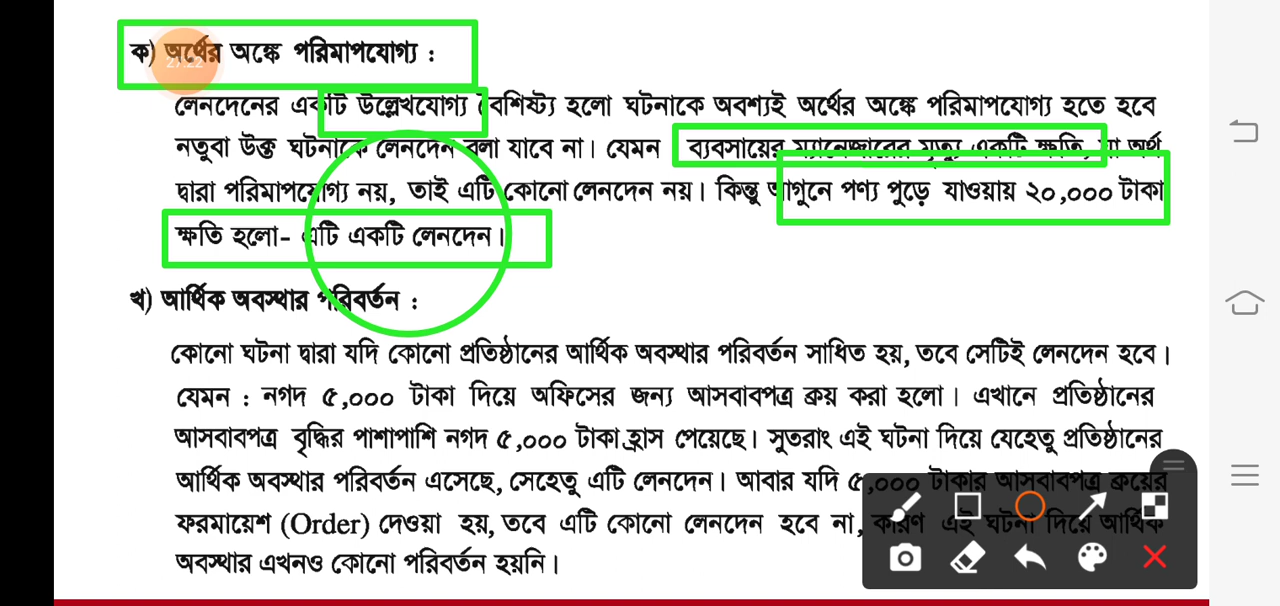 ক) অর্থের অঙ্কে পরিমাপযোগ্য :
27:22
লেনদেনের একটি উল্লেখযোগ্য বৈশিষ্ট্য হলো ঘটনাকে অবশ্যই অর্থের অঙ্কে পরিমাপযোগ্য হতে হবে
নতুবা উক্ত ঘটনাকে লেনদেন বলা যাবে না। যেমন : ব্যবসায়ের ম্যানেজারের মৃত্যু একটি ক্ষতি, যা অর্থ
দ্বারা পরিমাপযোগ্য নয়, তাই এটি কোনো লেনদেন নয়। কিন্তু আগুনে পণ্য পুড়ে যাওয়ায় ২০,০০০ টাকা
ক্ষতি হলো- এটি একটি লেনদেন।
খ) আর্থিক অবস্থার পরিবর্তন :
কোনো ঘটনা দ্বারা যদি কোনো প্রতিষ্ঠানের আর্থিক অবস্থার পরিবর্তন সাধিত হয়, তবে সেটিই লেনদেন হবে।
যেমন : নগদ ৫,০০০ টাকা দিয়ে অফিসের জন্য আসবাবপত্র ক্রয় করা হলো। এখানে প্রতিষ্ঠানের
আসবাবপত্র বৃদ্ধির পাশাপাশি নগদ ৫,০০০ টাকা হ্রাস পেয়েছে। সুতরাং এই ঘটনা দিয়ে যেহেতু প্রতিষ্ঠানের
আর্থিক অবস্থার পরিবর্তন এসেছে, সেহেতু এটি লেনদেন। আবার যদি ৫,০০০ টাকার আসবাবপত্র ক্রয়ের
ফরমায়েশ (Order) দেওয়া হয়, তবে এটি কোনো লেনদেন হবে না, কারণ এই ঘটনা দিয়ে আর্থিক
অবস্থার এখনও কোনো পরিবর্তন হয়নি।